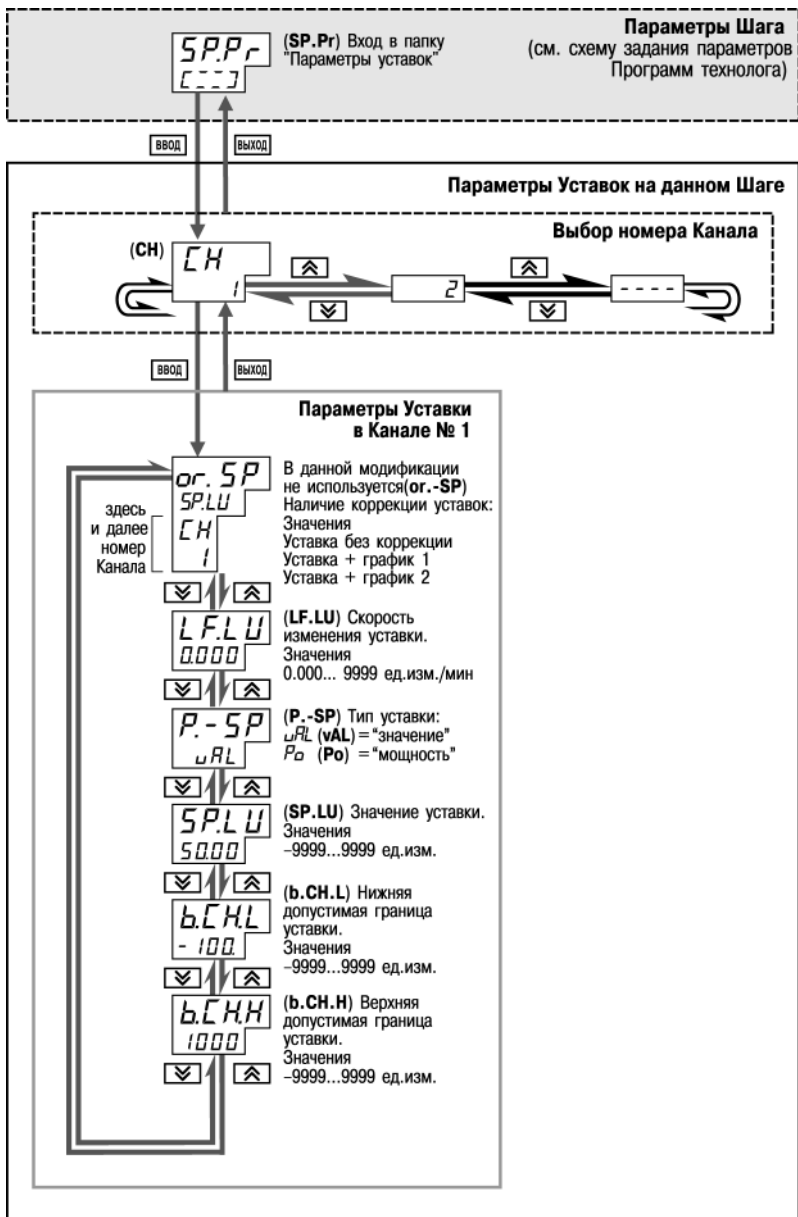 Параметры Шага
(см. схему задания параметров
Программ технолога)
SP.Pr
[---]
(SP.Pr) Вход в папку
"Параметры уставок"
ВВОД
ВЫХОД
Параметры Уставок на данном Шаге
Выбор номера Канала
(CH)
CH
1
2
- - - -
ВВОД
ВЫХОД
Параметры Уставки
в Канале № 1
or. SP
SP.LU
CH
1
здесь
и далее
номер
Канала
В данной модификации
не используется(or.-SP)
Наличие коррекции уставок:
Значения
Уставка без коррекции
Уставка + график 1
Уставка + график 2
LF.LU
0.000
(LF.LU) Скорость
изменения уставки.
Значения
0.000... 9999 ед.изм./мин
P.-SP
vAL
(P.-SP) Тип уставки:
vAL (vAL) = “значение”
Po (Po) = “мощность”
SP.LU
50.00
(SP.LU) Значение уставки.
Значения
–9999...9999 ед.изм.
b.CH.L
- 100.
(b.CH.L) Нижняя
допустимая граница
уставки.
Значения
–9999...9999 ед.изм.
b.CH.H
1000
(b.CH.H) Верхняя
допустимая граница
уставки.
Значения
–9999...9999 ед.изм.